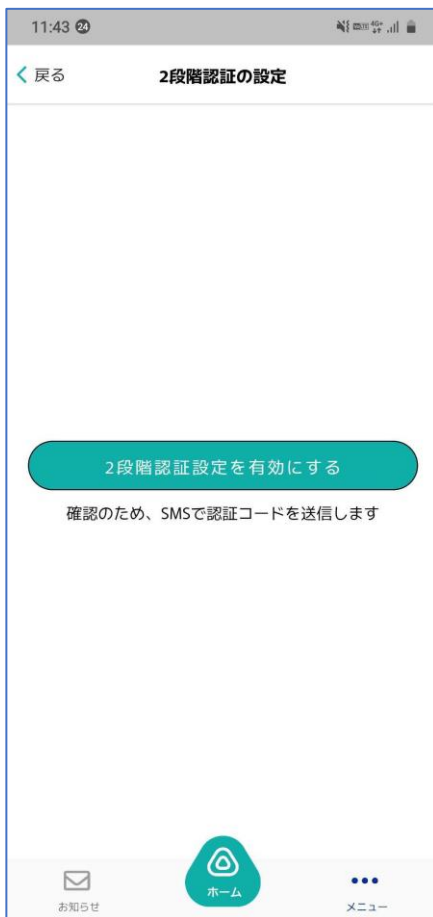 11:43 24
戻る 2段階認証の設定
2段階認証設定を有効にする
確認のため、SMSで認証コードを送信します
お知らせ ホーム メニュー